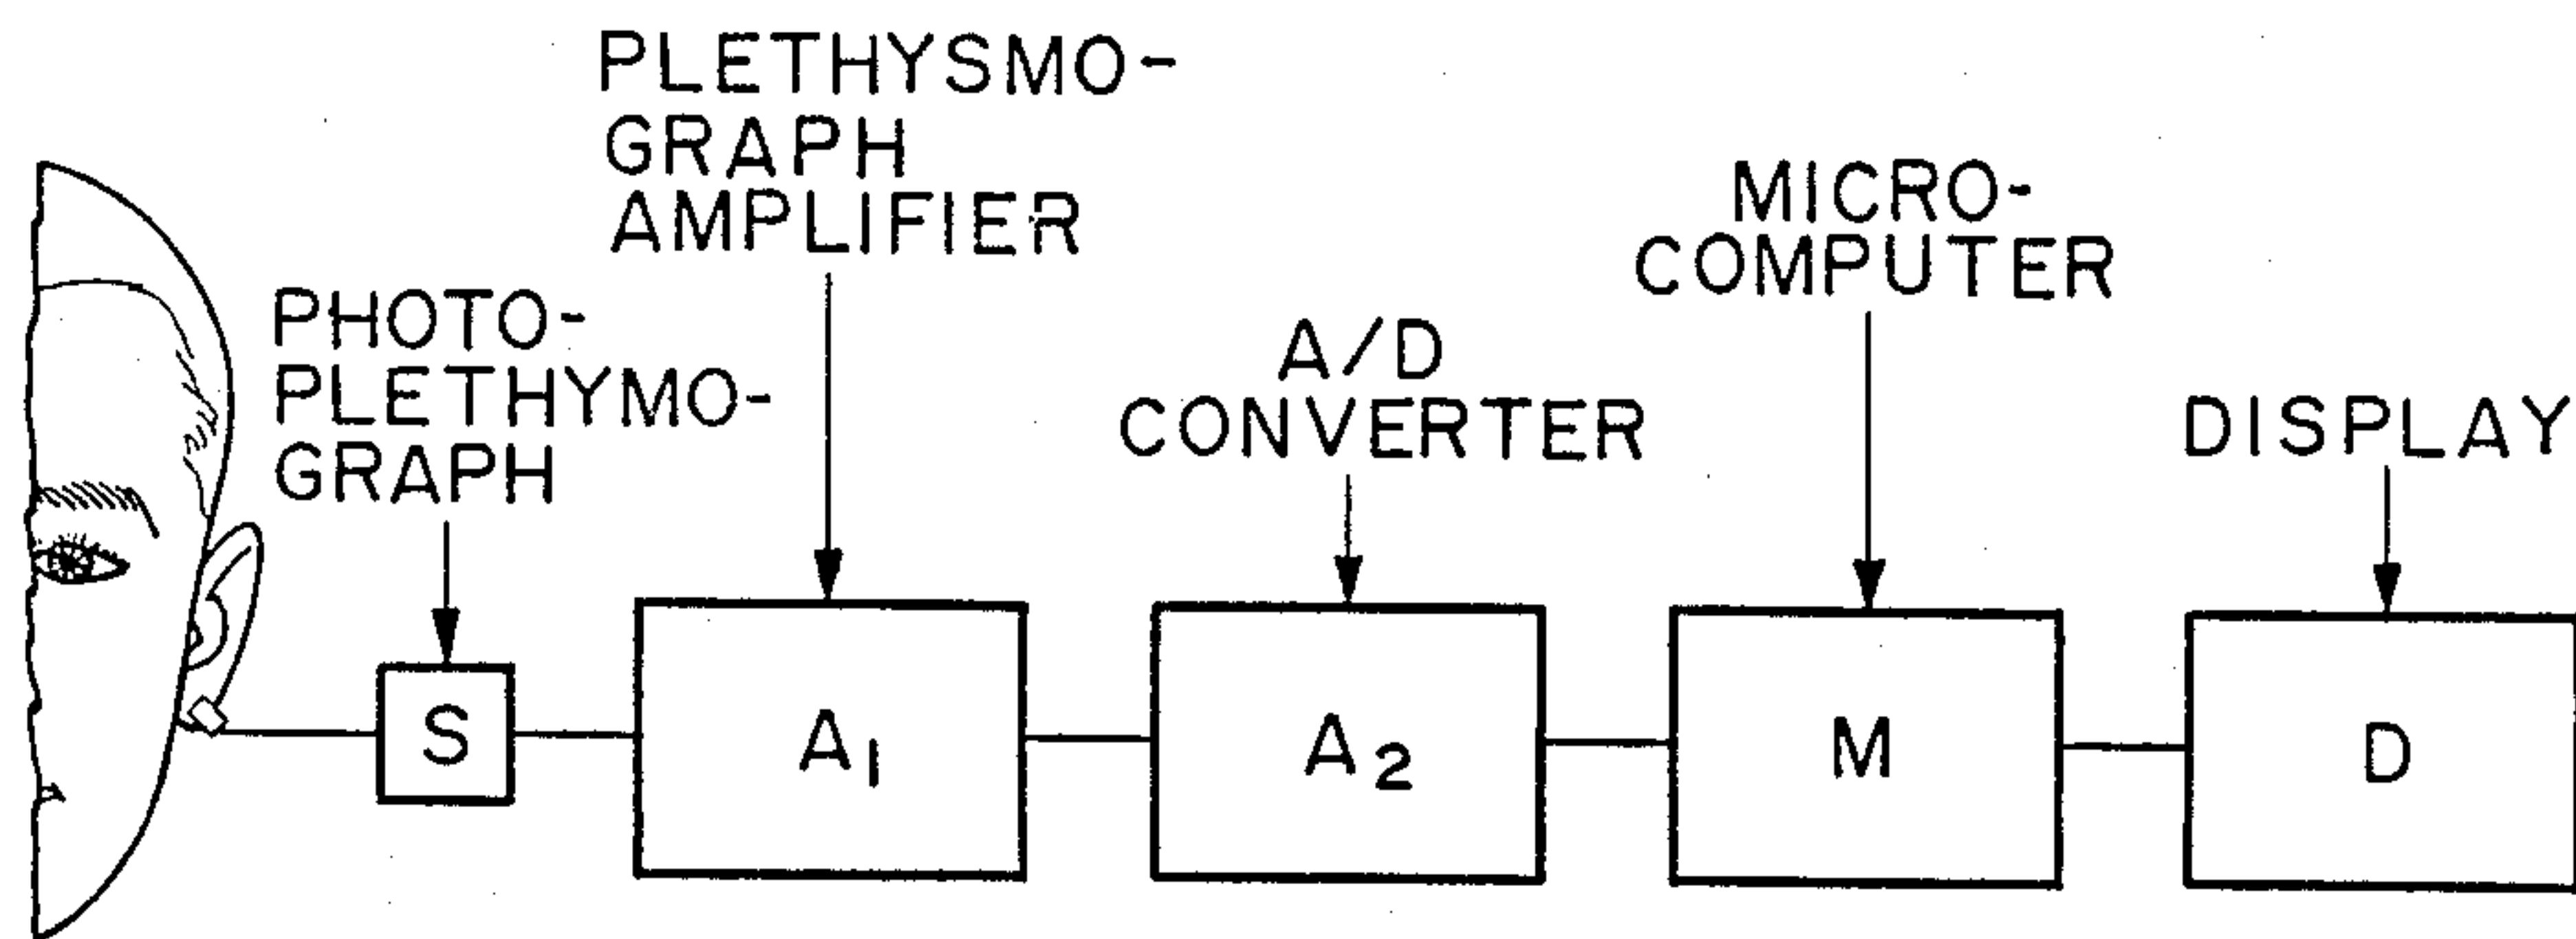 PLETHYSMO-
GRAPH
AMPLIFIER
PHOTO-
PLETHYMO-
GRAPH
A/D
CONVERTER
MICRO-
COMPUTER
DISPLAY
S
A1
A2
M
D